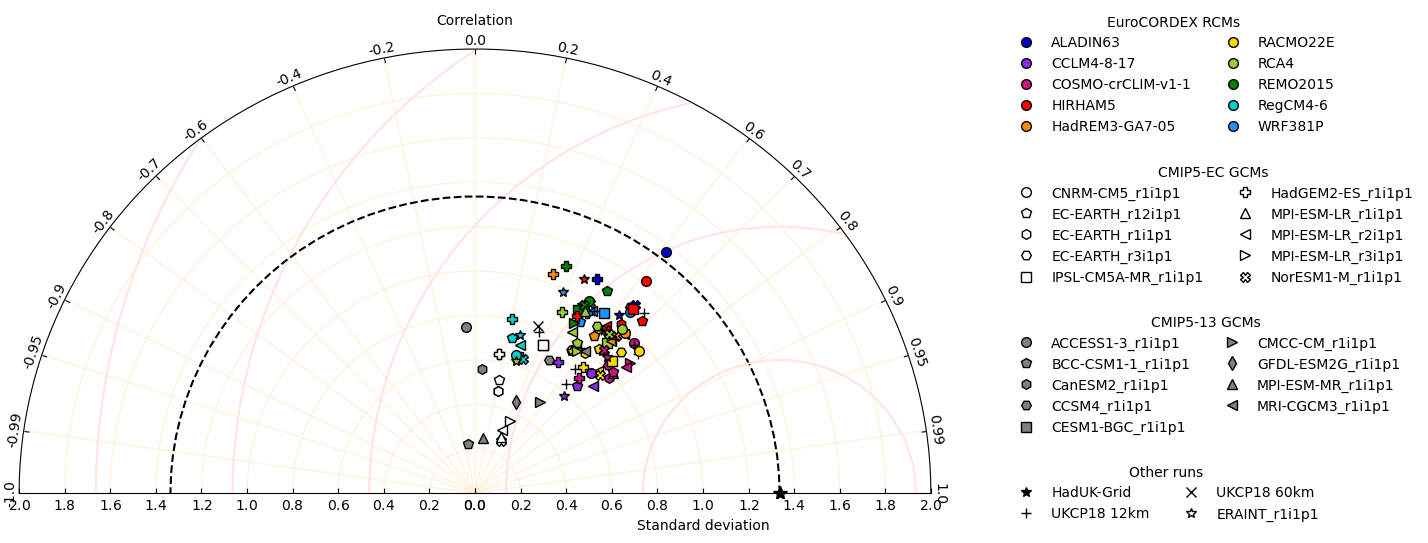 Correlation
0.0
-0.2
0.2
-0.4
0.4
-0.6
0.6
-0.7
0.7
-0.8
0.8
-0.9
0.9
-0.95
0.95
-0.99
0.99
-1.0
1.0
2.0 1.8 1.6 1.4 1.2 1.0 0.8 0.6 0.4 0.2 0.0 0.0 0.2 0.4 0.6 0.8 1.0 1.2 1.4 1.6 1.8 2.0
Standard deviation
EuroCORDEX RCMs
ALADIN63 RACMO22E
CCLM4-8-17 RCA4
COSMO-crCLIM-v1-1 REMO2015
HIRHAM5 RegCM4-6
HadREM3-GA7-05 WRF381P
CMIP5-EC GCMs
CNRM-CM5_r1i1p1 HadGEM2-ES_r1i1p1
EC-EARTH_r12i1p1 MPI-ESM-LR_r1i1p1
EC-EARTH_r1i1p1 MPI-ESM-LR_r2i1p1
EC-EARTH_r3i1p1 MPI-ESM-LR_r3i1p1
IPSL-CM5A-MR_r1i1p1 NorESM1-M_r1i1p1
CMIP5-13 GCMs
ACCESS1-3_r1i1p1 CMCC-CM_r1i1p1
BCC-CSM1-1_r1i1p1 GFDL-ESM2G_r1i1p1
CanESM2_r1i1p1 MPI-ESM-MR_r1i1p1
CCSM4_r1i1p1 MRI-CGCM3_r1i1p1
CESM1-BGC_r1i1p1
Other runs
HadUK-Grid UKCP18 60km
UKCP18 12km ERAINT_r1i1p1